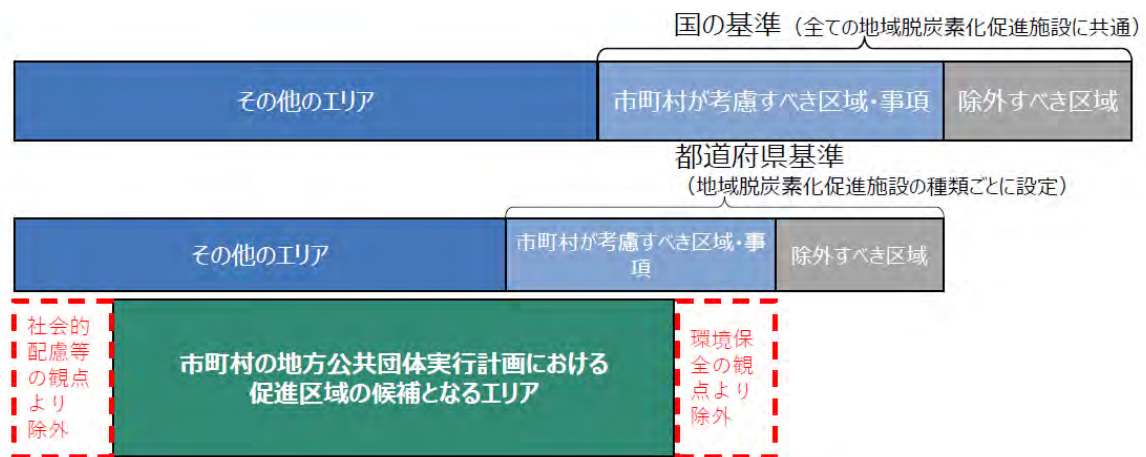 国の基準（全ての地域脱炭素化促進施設に共通）
その他のエリア
市町村が考慮すべき区域・事項
除外すべき区域
都道府県基準
（地域脱炭素化促進施設の種類ごとに設定）
その他のエリア
市町村が考慮すべき区域・事
項
除外すべき区域
社会的
配慮等
の観点
より
除外
市町村の地方公共団体実行計画における
促進区域の候補となるエリア
環境保
全の観
点より
除外